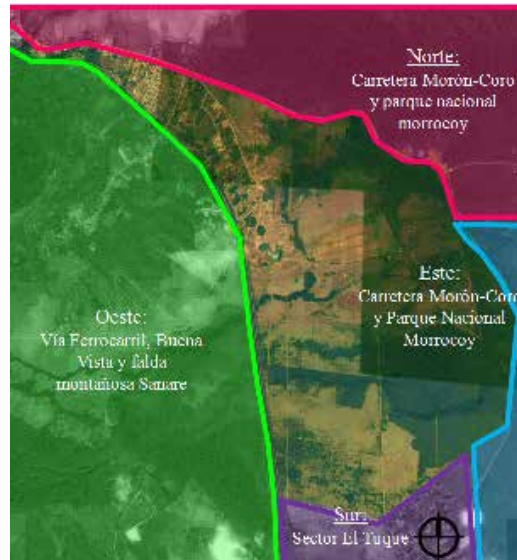 Norte:
Carretera Morón-Coro
y parque nacional
morrocoy
Este:
Carretera Morón-Coro
y Parque Nacional
Morrocoy
Oeste:
Vía Ferrocarril, Buena
Vista y falda
montañosa Sanare
Sur:
Sector El Tuque